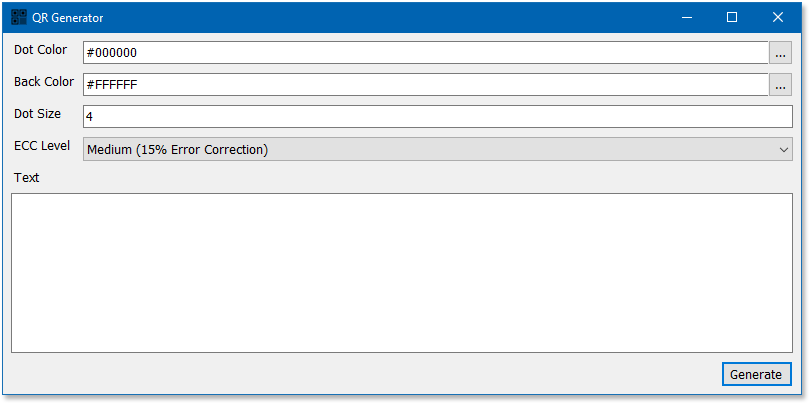 QR Generator
Dot Color #000000 ...
Back Color #FFFFFF ...
Dot Size 4
ECC Level Medium (15% Error Correction)
Text
Generate